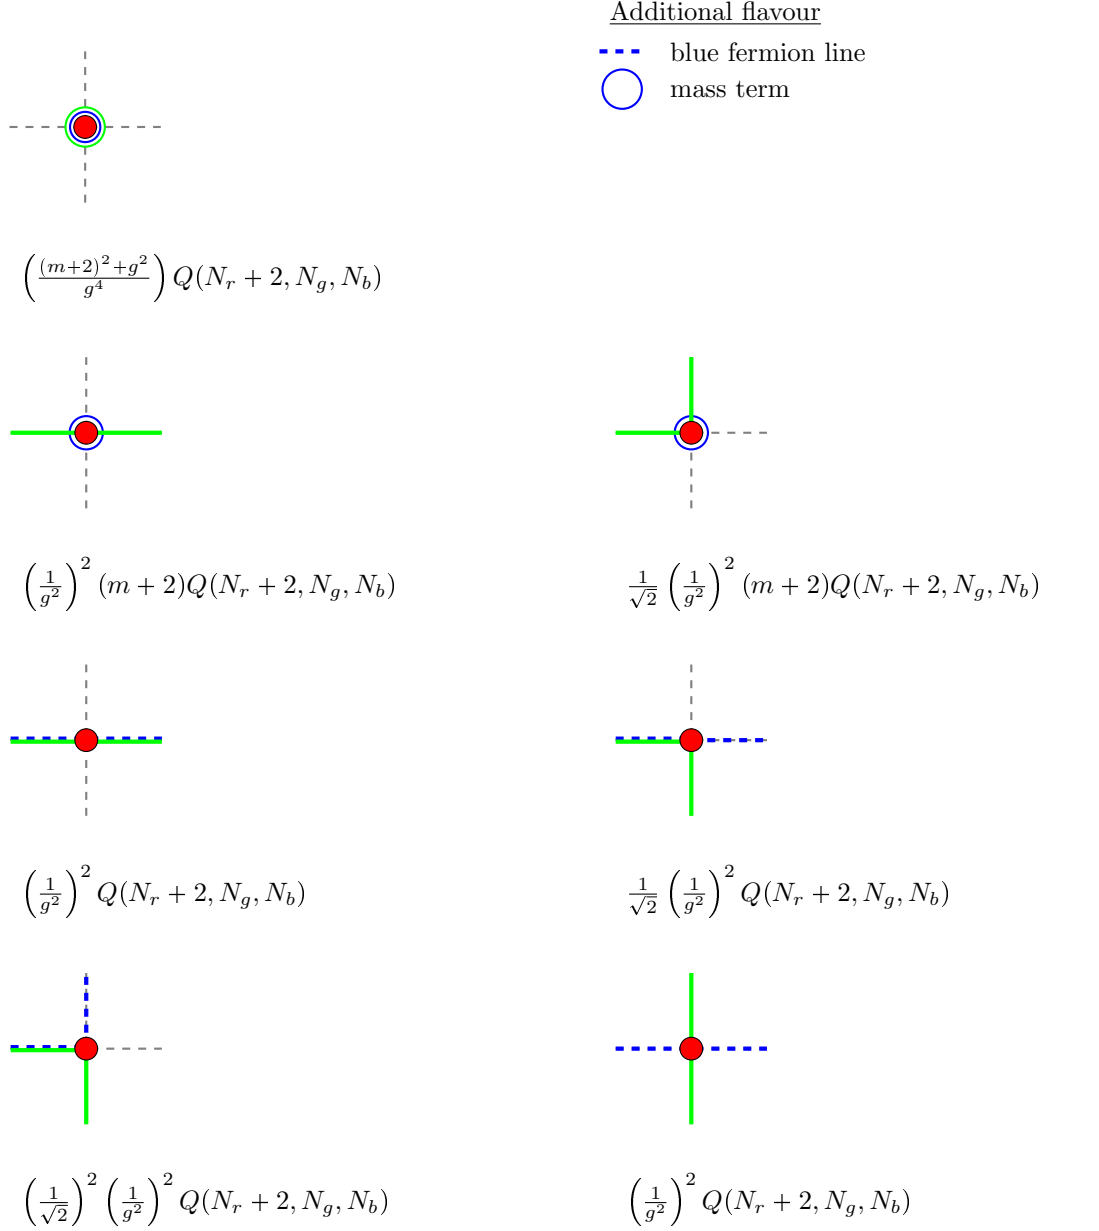 Additional flavour
blue fermion line
mass term
$\left(\frac{(m+2)^2+g^2}{g^4}\right) Q(N_r+2, N_g, N_b)$
$\left(\frac{1}{g^2}\right)^2 (m+2)Q(N_r+2, N_g, N_b)$
$\frac{1}{\sqrt{2}} \left(\frac{1}{g^2}\right)^2 (m+2)Q(N_r+2, N_g, N_b)$
$\left(\frac{1}{g^2}\right)^2 Q(N_r+2, N_g, N_b)$
$\frac{1}{\sqrt{2}} \left(\frac{1}{g^2}\right)^2 Q(N_r+2, N_g, N_b)$
$\left(\frac{1}{\sqrt{2}}\right)^2 \left(\frac{1}{g^2}\right)^2 Q(N_r+2, N_g, N_b)$
$\left(\frac{1}{g^2}\right)^2 Q(N_r+2, N_g, N_b)$